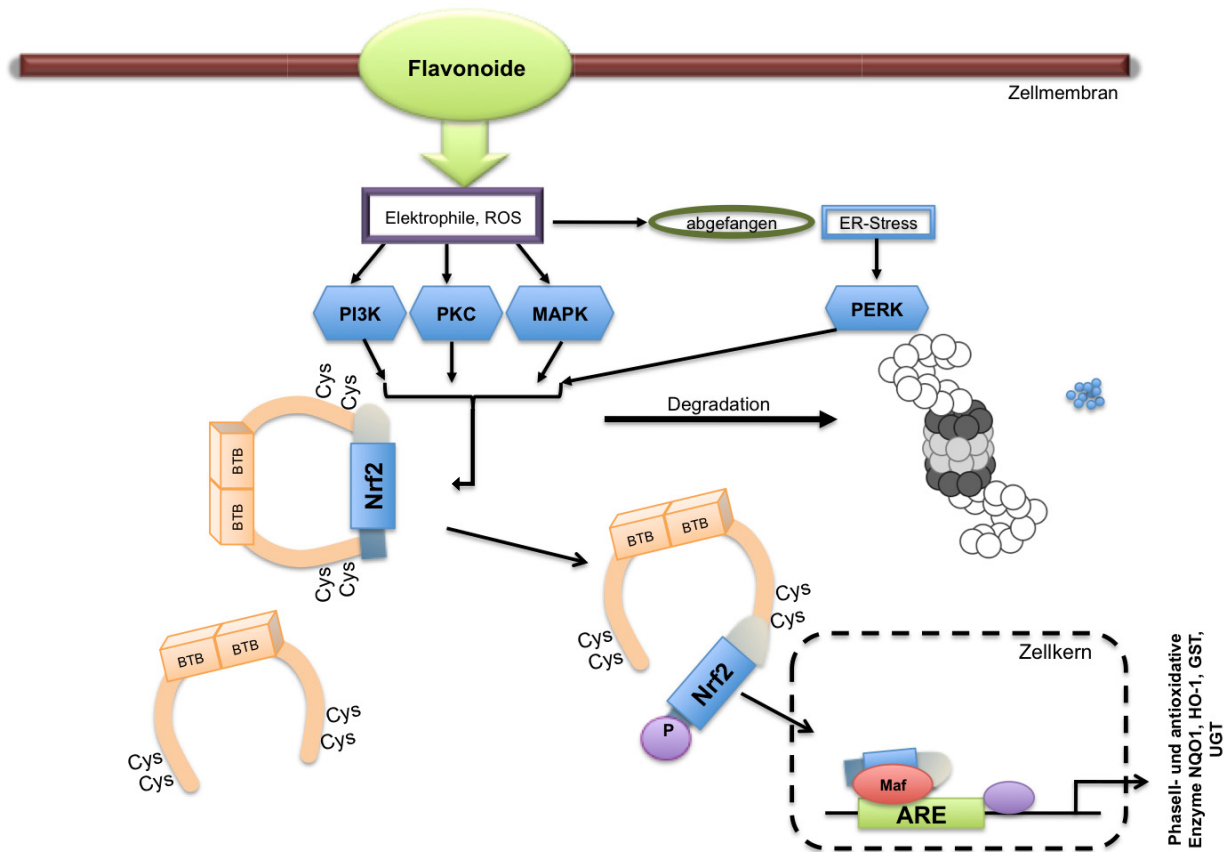 Flavonoide
Zellmembran
Elektrophile, ROS
abgefangen
ER-Stress
PI3K
PKC
MAPK
PERK
Cys
Cys
Degradation
BTB
BTB
Nrf2
Cys
Cys
BTB
BTB
Cys
Cys
Cys
Cys
Nrf2
P
BTB
BTB
Cys
Cys
Cys
Cys
Zellkern
Maf
ARE
PhaseII- und antioxidative
Enzyme NQO1, HO-1, GST,
UGT